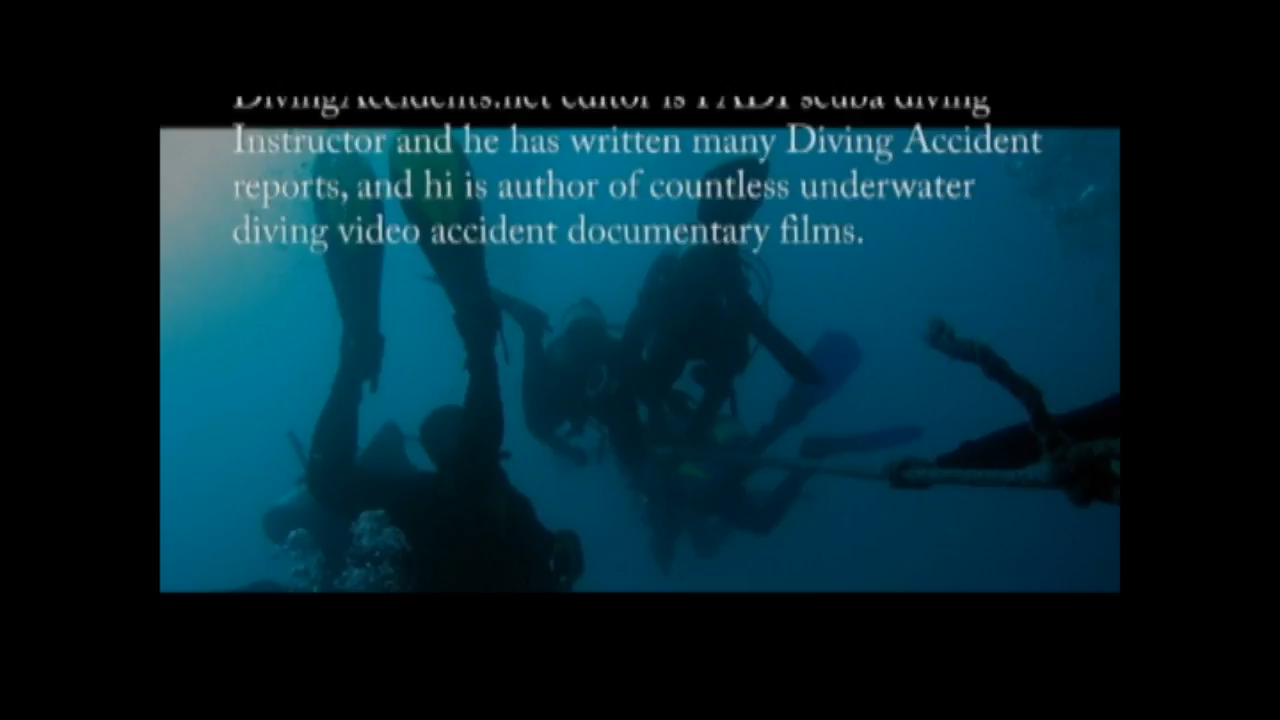 DivingAccidents.net editor is PADI scuba diving
Instructor and he has written many Diving Accident
reports, and hi is author of countless underwater
diving video accident documentary films.